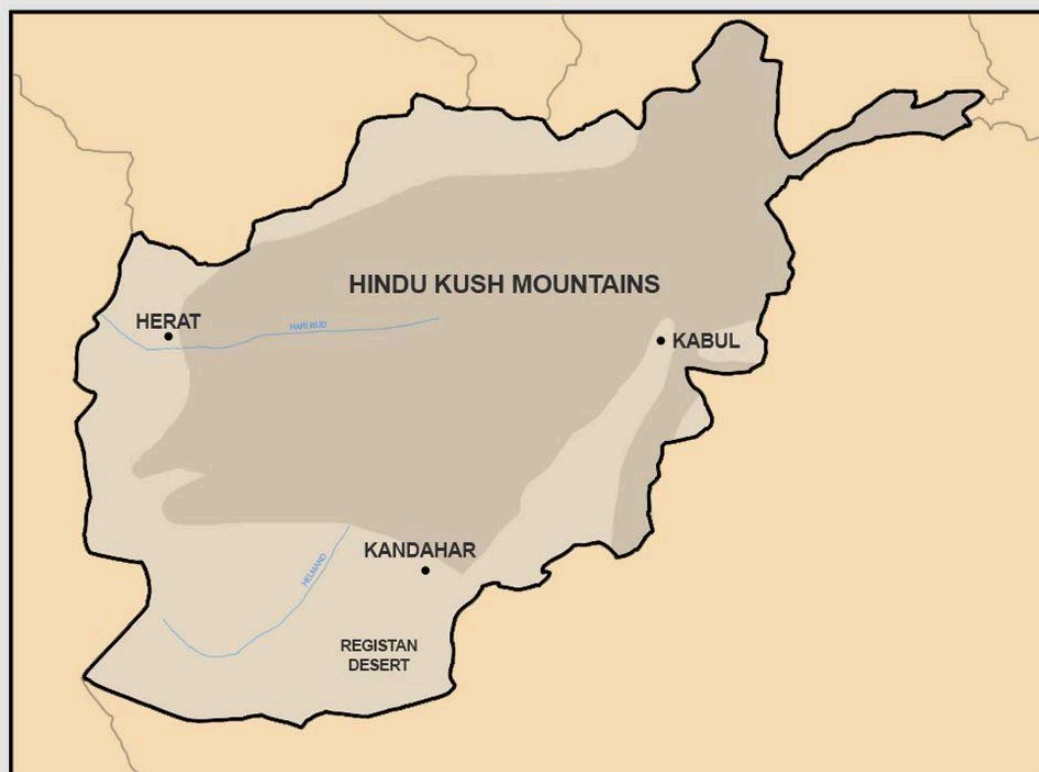 HINDU KUSH MOUNTAINS
HERAT
HARI RUD
KABUL
KANDAHAR
HELMAND
REGISTAN
DESERT